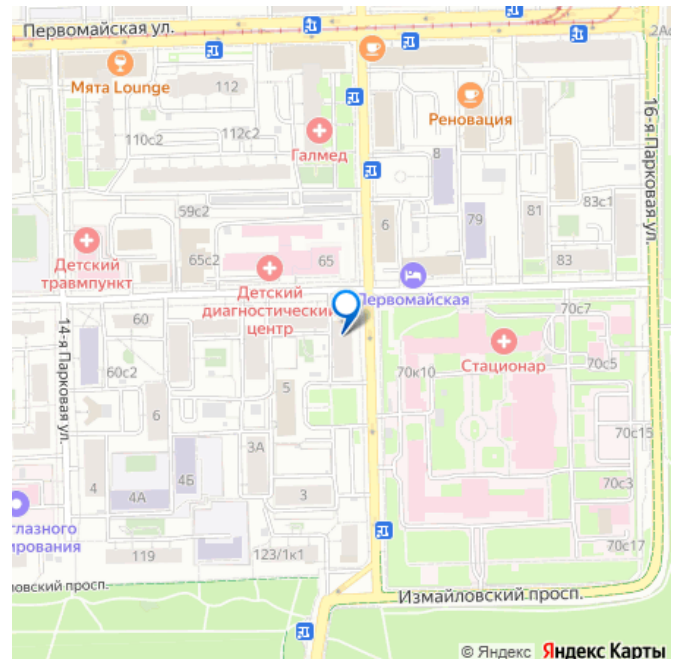 Первомайская ул.
2Ас
Мята Lounge
112
Реновация
16-я Парковая ул.
110с2
112с2
Галмед
8
83с1
59с2
6
79
81
65с2
65
83
Детский
травмпункт
Детский
диагностический
центр
Первомайская
70с7
60
14-я Парковая ул.
Стационар
70к10
70с5
60с2
5
6
70с15
3А
4
4Б
4А
3
70с3
глазного
ирования
119
123/1к1
70с17
ловский просп.
Измайловский просп.
© Яндекс Яндекс Карты